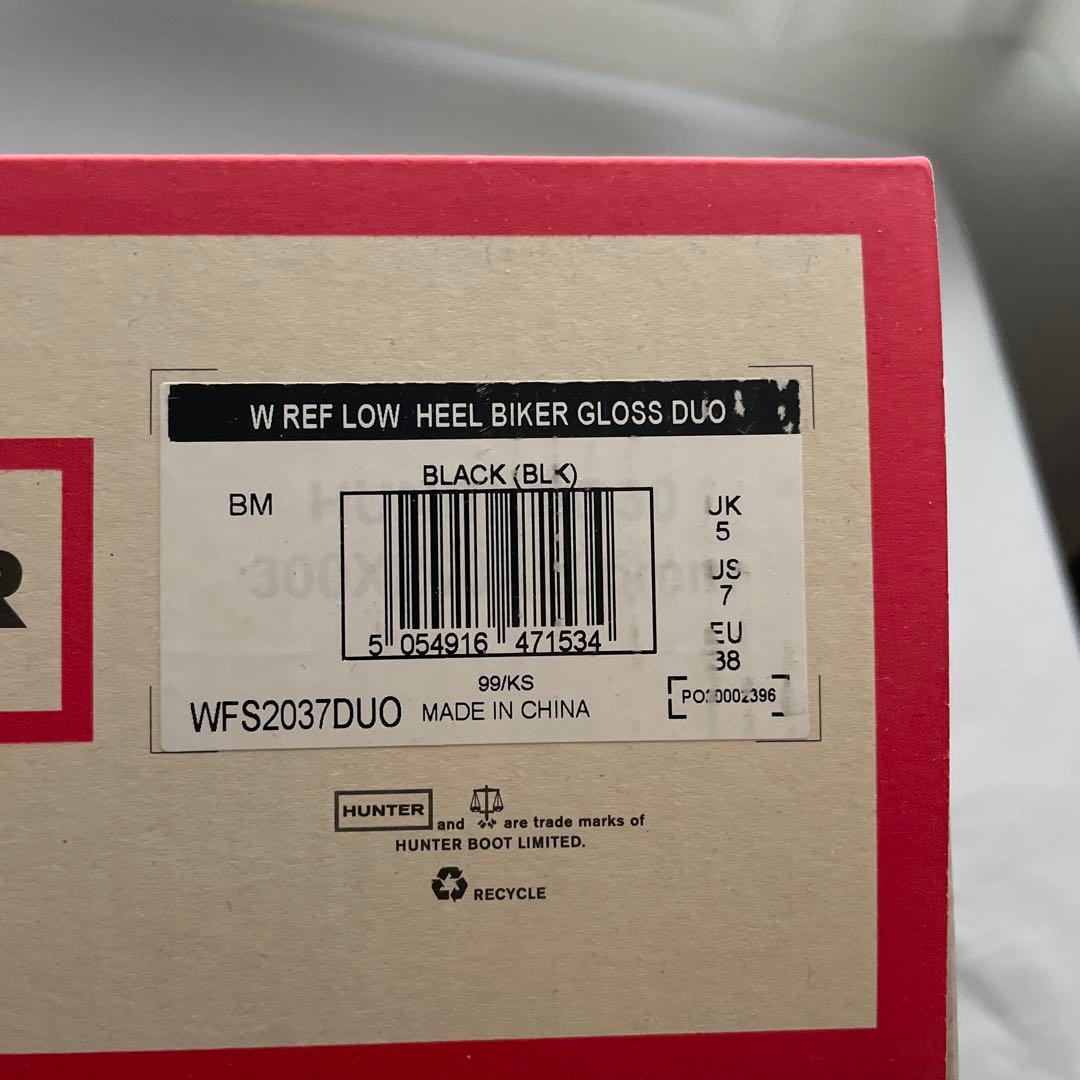 W REF LOW HEEL BIKER GLOSS DUO
BLACK (BLK)
BM
UK
5
US
7
EU
38
5 054916 471534
99/KS
WFS2037DUO MADE IN CHINA
HUNTER and are trade marks of
HUNTER BOOT LIMITED.
RECYCLE